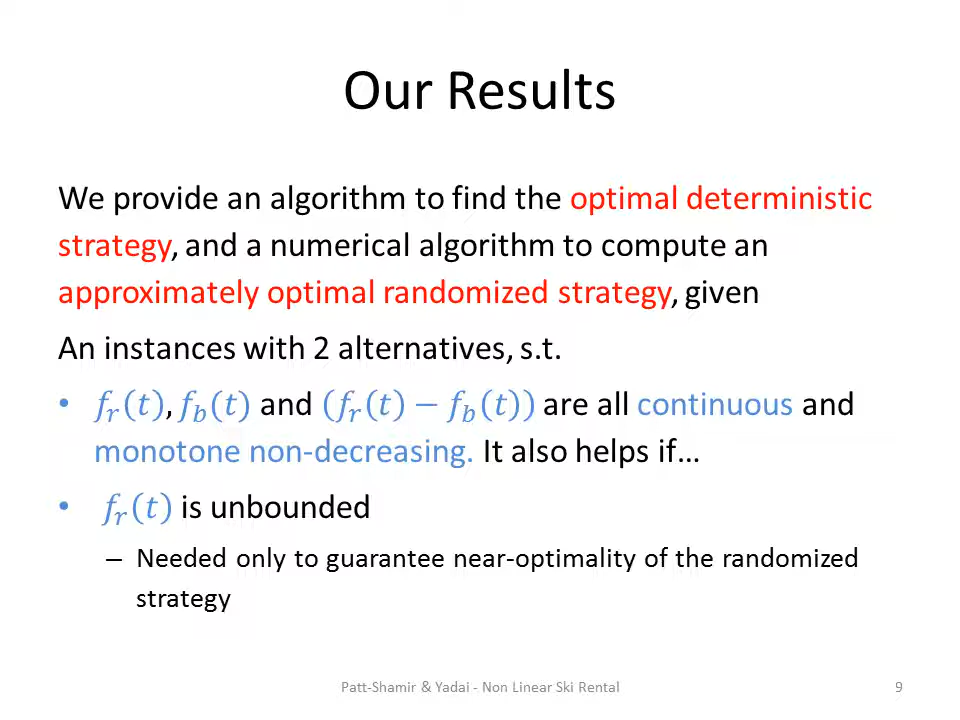 Our Results
We provide an algorithm to find the optimal deterministic
strategy, and a numerical algorithm to compute an
approximately optimal randomized strategy, given
An instances with 2 alternatives, s.t.
• f_r(t), f_b(t) and (f_r(t) − f_b(t)) are all continuous and
monotone non-decreasing. It also helps if…
• f_r(t) is unbounded
– Needed only to guarantee near-optimality of the randomized
strategy
Patt-Shamir & Yadai - Non Linear Ski Rental 9